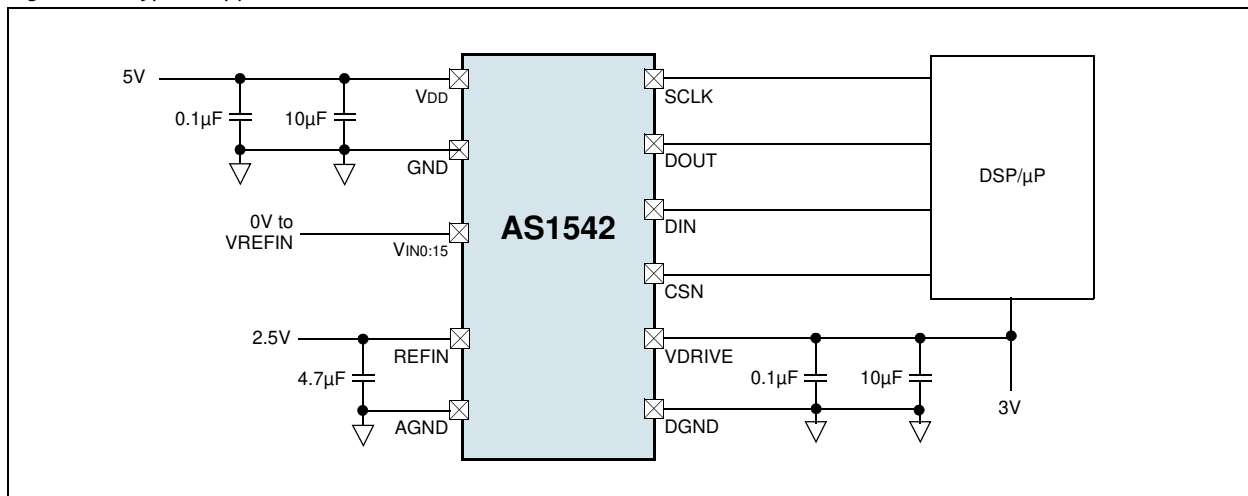 5V
0.1µF
10µF
VDD
GND
0V to
VREFIN
VIN0:15
2.5V
4.7µF
REFIN
AGND
AS1542
SCLK
DOUT
DIN
CSN
VDRIVE
DGND
DSP/µP
0.1µF
10µF
3V